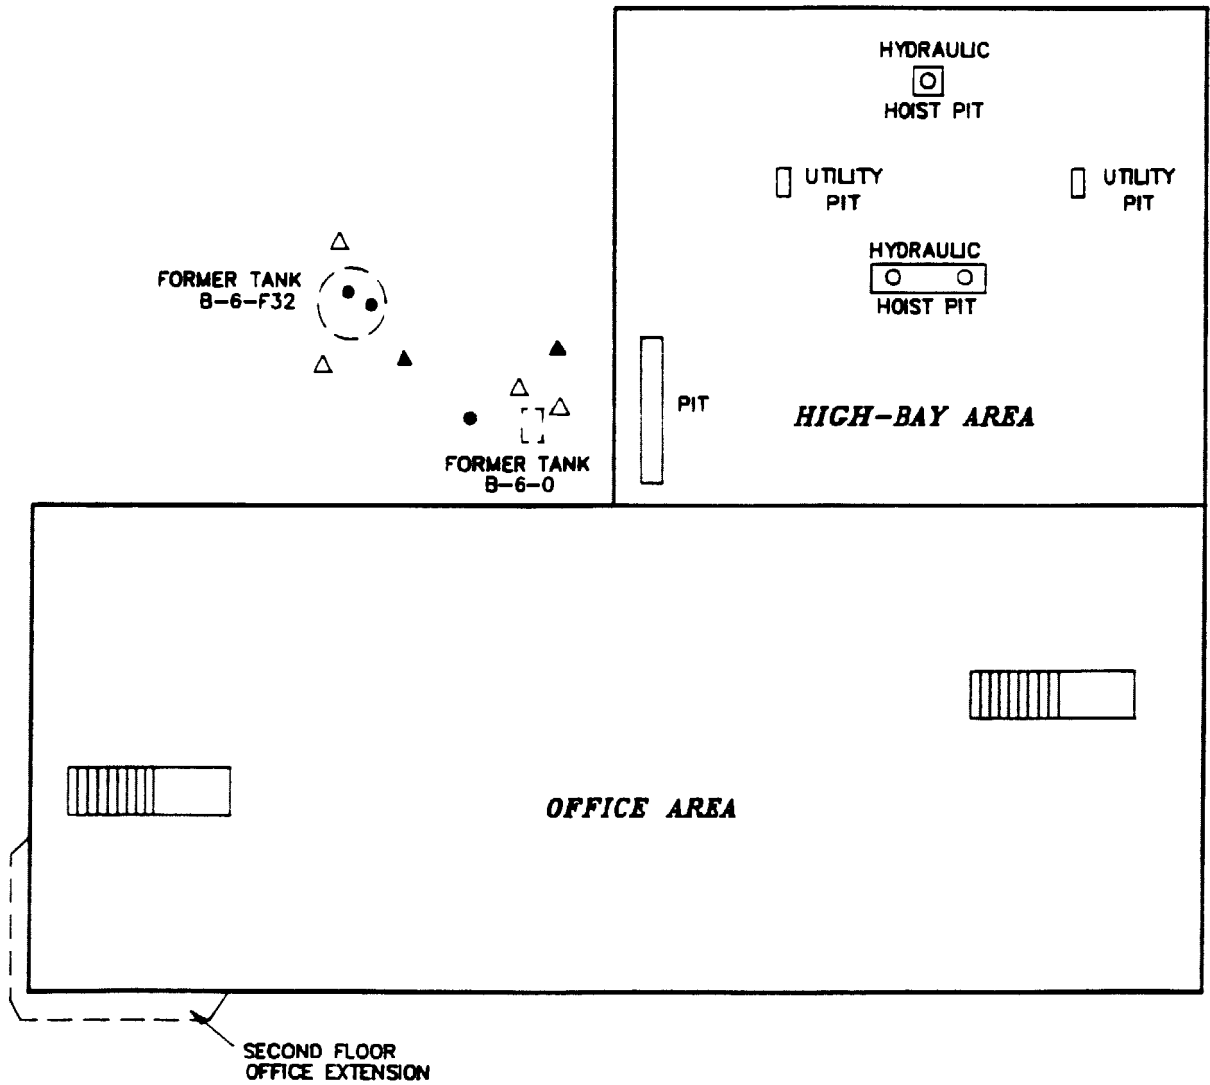 HYDRAULIC
HOIST PIT
UTILITY
PIT
UTILITY
PIT
HYDRAULIC
HOIST PIT
FORMER TANK
B-6-F32
PIT
HIGH-BAY AREA
FORMER TANK
B-6-0
OFFICE AREA
SECOND FLOOR
OFFICE EXTENSION